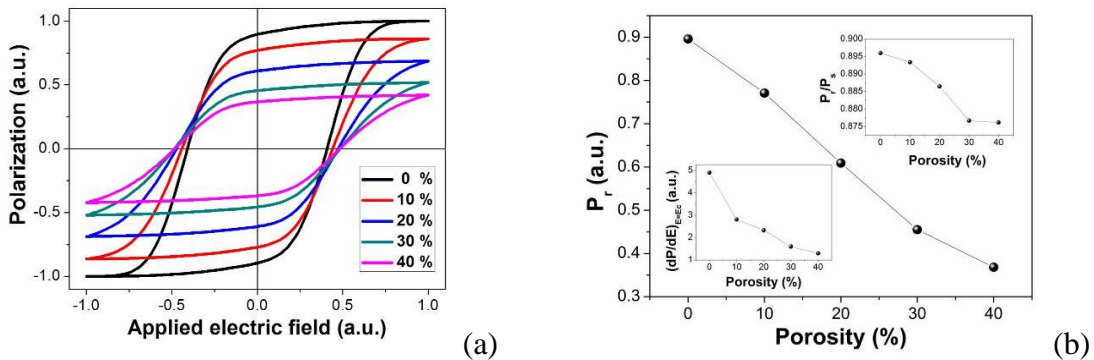 1.0
0.5
0.0
-0.5
-1.0
Polarization (a.u.)
0 %
10 %
20 %
30 %
40 %
-1.0 -0.5 0.0 0.5 1.0
Applied electric field (a.u.)
(a)
0.9
0.8
0.7
0.6
0.5
0.4
0.3
P_r (a.u.)
0.900
0.895
0.890
0.885
0.880
0.875
P_r/P_s
0 10 20 30 40
Porosity (%)
5
4
3
2
1
(dP/dE)_E=Ec (a.u.)
0 10 20 30 40
Porosity (%)
0 10 20 30 40
Porosity (%)
(b)